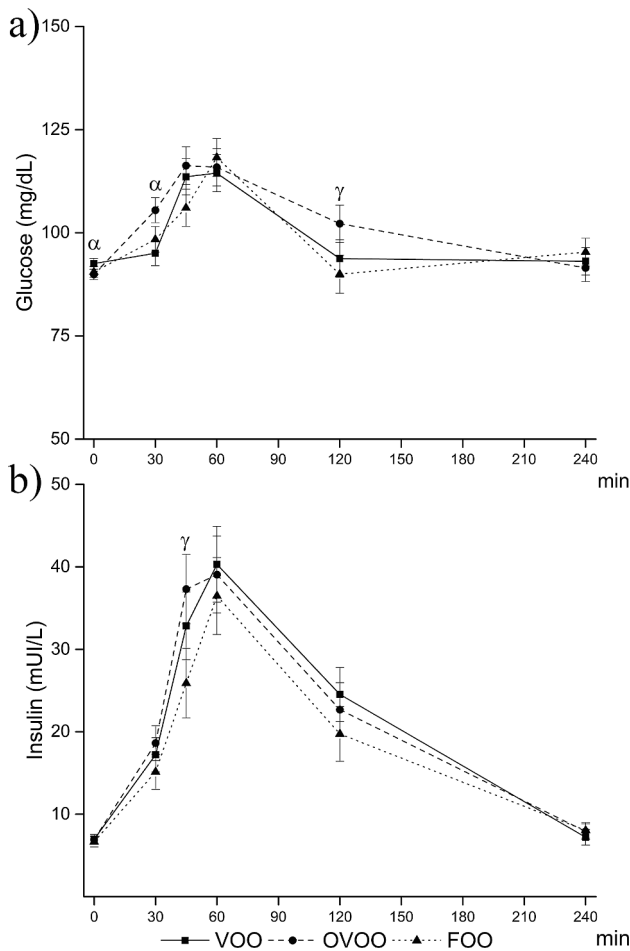 a)
150
125
100
75
50
Glucose (mg/dL)
α
α
γ
0 30 60 90 120 150 180 210 240
min
b)
50
40
30
20
10
Insulin (mUI/L)
γ
0 30 60 90 120 150 180 210 240
min
VOO OVOO FOO